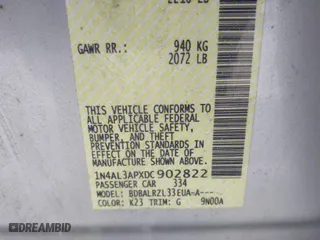 GAWR RR.: 940 KG
2072 LB
THIS VEHICLE CONFORMS TO
ALL APPLICABLE FEDERAL
MOTOR VEHICLE SAFETY,
BUMPER, AND THEFT
PREVENTION STANDARDS IN
EFFECT ON THE DATE OF
MANUFACTURE SHOWN ABOVE.
1N4AL3APXDC902822
PASSENGER CAR 334
MODEL: BDBALRZL33EUA-A---
COLOR: K23 TRIM: G 9N00A